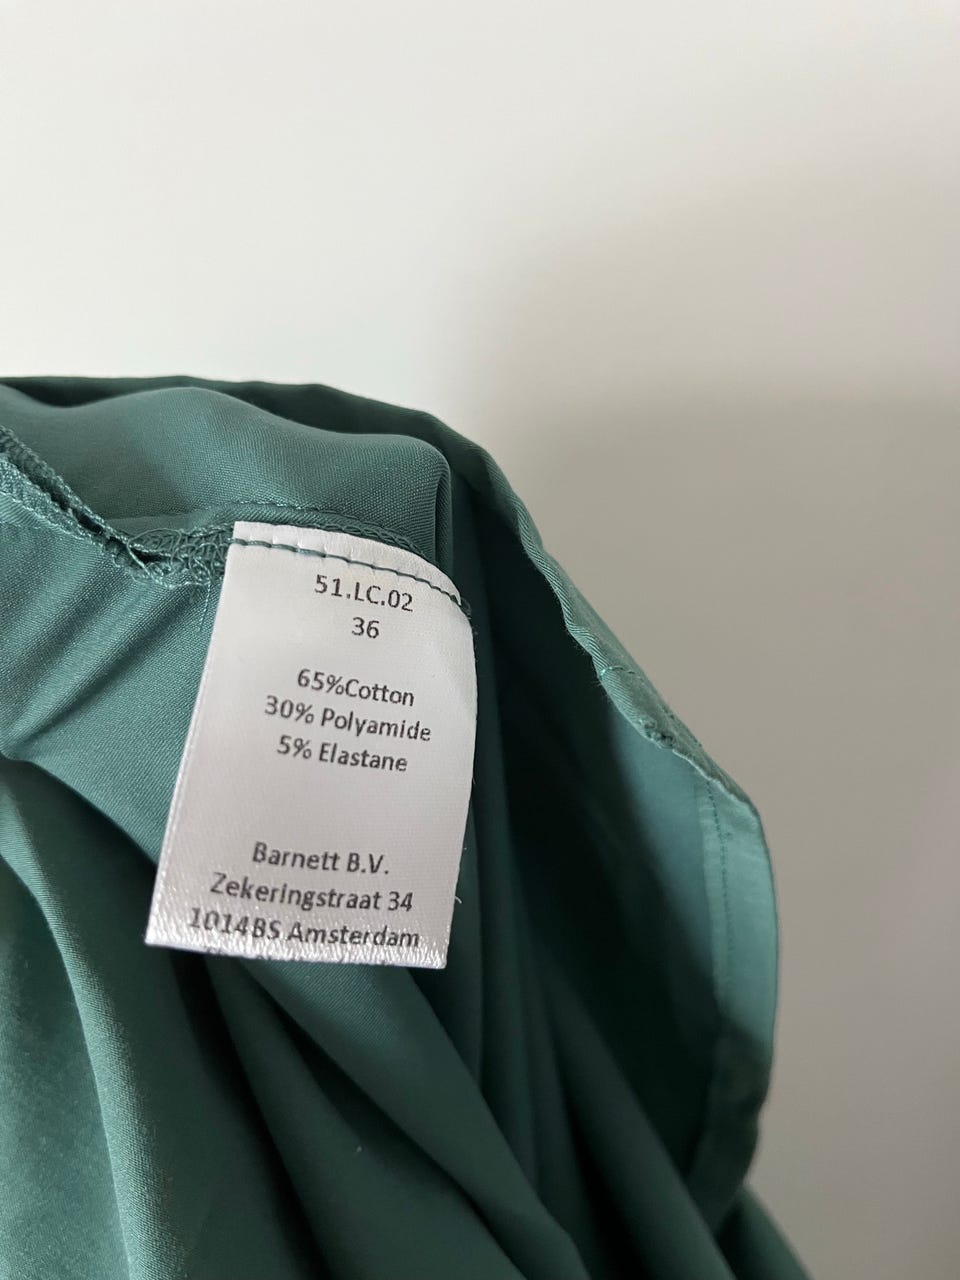 51.LC.02
36
65%Cotton
30% Polyamide
5% Elastane
Barnett B.V.
Zekeringstraat 34
1014BS Amsterdam